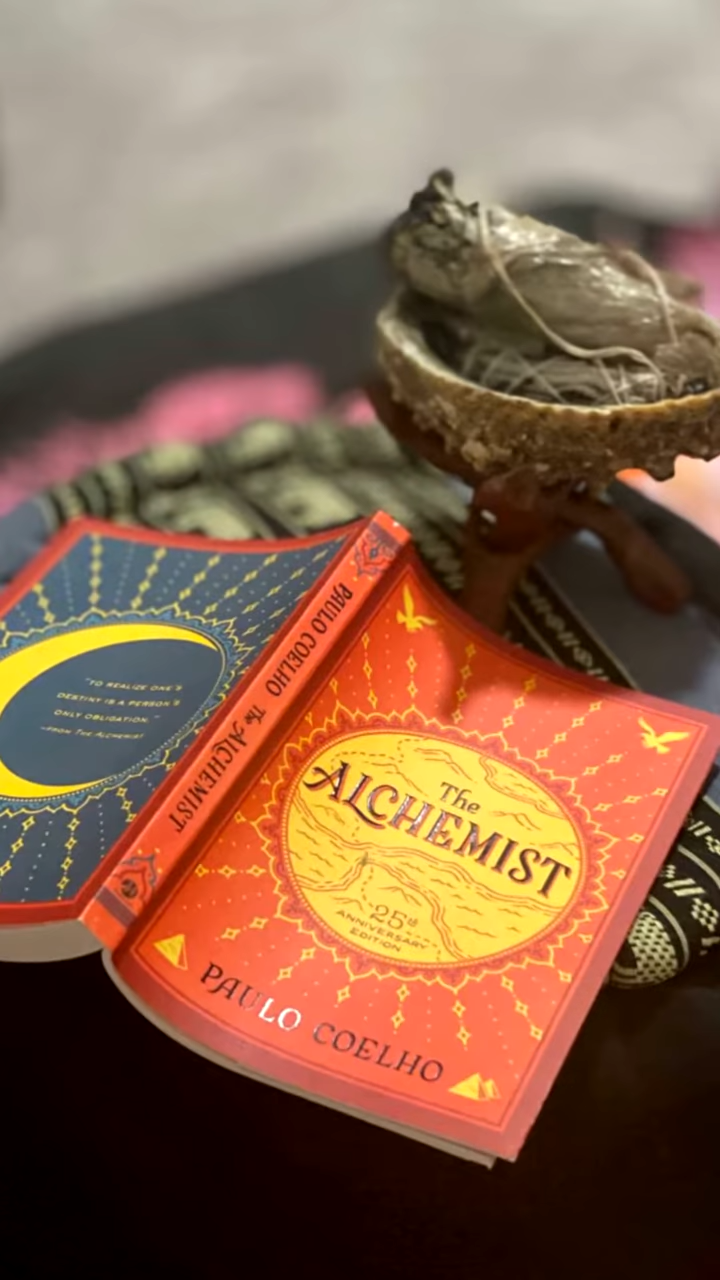 "TO REALIZE ONE'S
DESTINY IS A PERSON'S
ONLY OBLIGATION."
—FROM THE ALCHEMIST
PAULO COELHO The ALCHEMIST
The
ALCHEMIST
25th
ANNIVERSARY
EDITION
PAULO COELHO